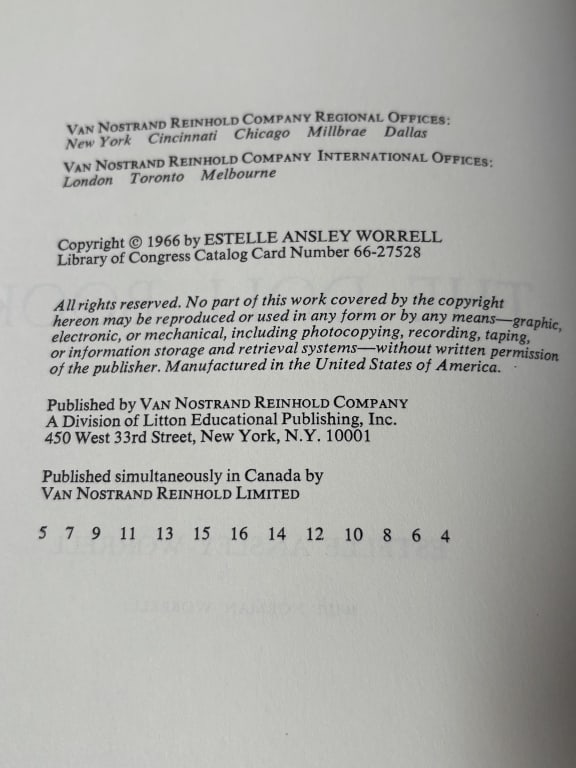 VAN NOSTRAND REINHOLD COMPANY REGIONAL OFFICES:
New York Cincinnati Chicago Millbrae Dallas
VAN NOSTRAND REINHOLD COMPANY INTERNATIONAL OFFICES:
London Toronto Melbourne
Copyright © 1966 by ESTELLE ANSLEY WORRELL
Library of Congress Catalog Card Number 66-27528
All rights reserved. No part of this work covered by the copyright
hereon may be reproduced or used in any form or by any means—graphic,
electronic, or mechanical, including photocopying, recording, taping,
or information storage and retrieval systems—without written permission
of the publisher. Manufactured in the United States of America.
Published by VAN NOSTRAND REINHOLD COMPANY
A Division of Litton Educational Publishing, Inc.
450 West 33rd Street, New York, N.Y. 10001
Published simultaneously in Canada by
VAN NOSTRAND REINHOLD LIMITED
5 7 9 11 13 15 16 14 12 10 8 6 4